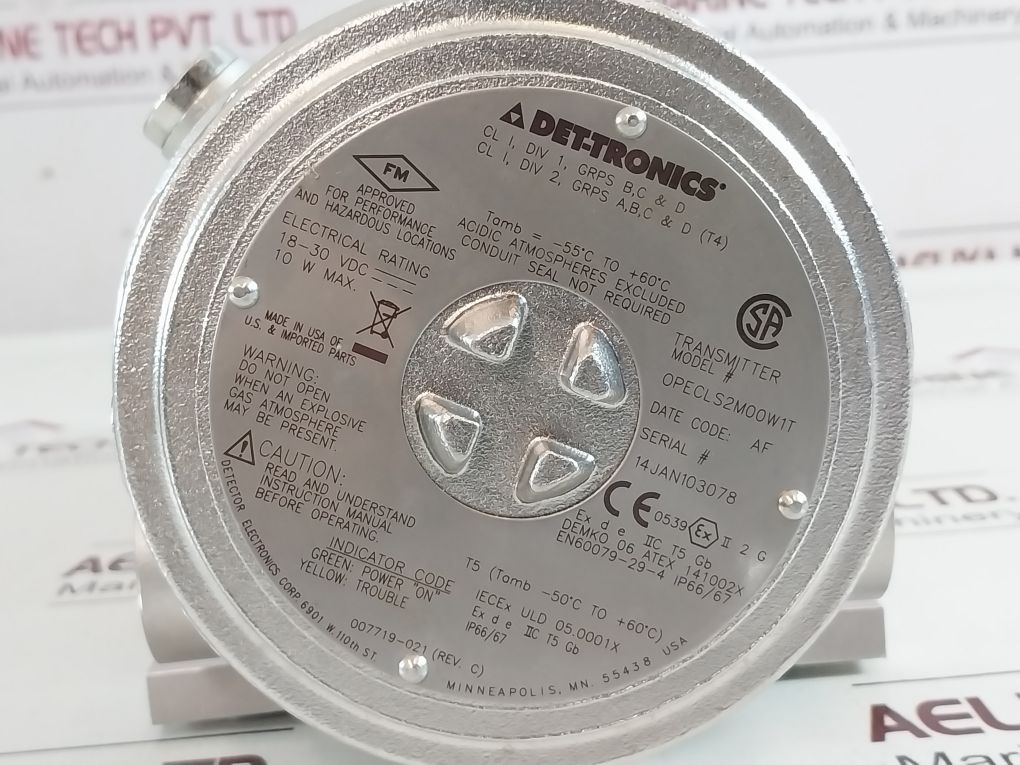 INE TECH PVT. LTD.
al Automation & M
Machinery
DET-TRONICS
CL I, DIV 1, GRPS B,C & D
CL I, DIV 2, GRPS A,B,C & D (T4)
FM
APPROVED
FOR PERFORMANCE
AND HAZARDOUS LOCATIONS
Tamb = -55°C TO +60°C
ACIDIC ATMOSPHERES EXCLUDED
CONDUIT SEAL NOT REQUIRED
ELECTRICAL RATING
18-30 VDC
10 W MAX.
MADE IN USA OF
U.S. & IMPORTED PARTS
SA
TRANSMITTER
MODEL #
OPECLS2M00W1T
DATE CODE: AF
SERIAL #
14JAN103078
WARNING:
DO NOT OPEN
WHEN AN EXPLOSIVE
GAS ATMOSPHERE
MAY BE PRESENT.
CAUTION:
READ AND UNDERSTAND
INSTRUCTION MANUAL
BEFORE OPERATING.
INDICATOR CODE
GREEN: POWER "ON"
YELLOW: TROUBLE
007719-021 (REV. C)
CE 0539 Ex II 2 G
Ex d e IIC T5 Gb
DEMKO 06 ATEX 141002X
EN60079-29-4 IP66/67
T5 (Tamb -50°C TO +60°C)
IECEx ULD 05.0001X
Ex d e IIC T5 Gb
IP66/67
DETECTOR ELECTRONICS CORP. 6901 W. 110th ST. MINNEAPOLIS, MN. 55438 USA
LTD.
achinery
AEL
Mar